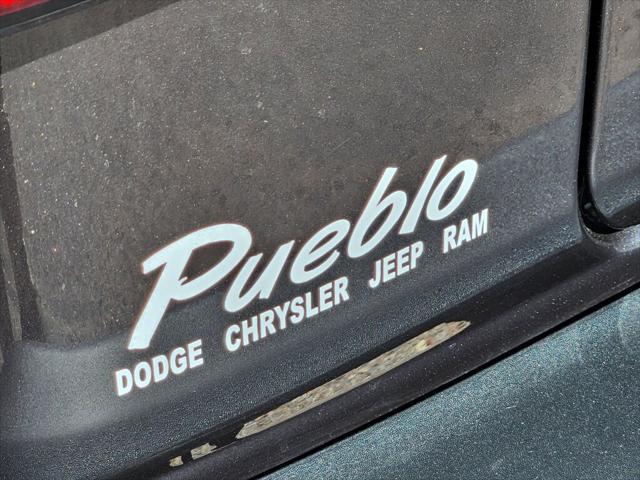 Pueblo
DODGE CHRYSLER JEEP RAM